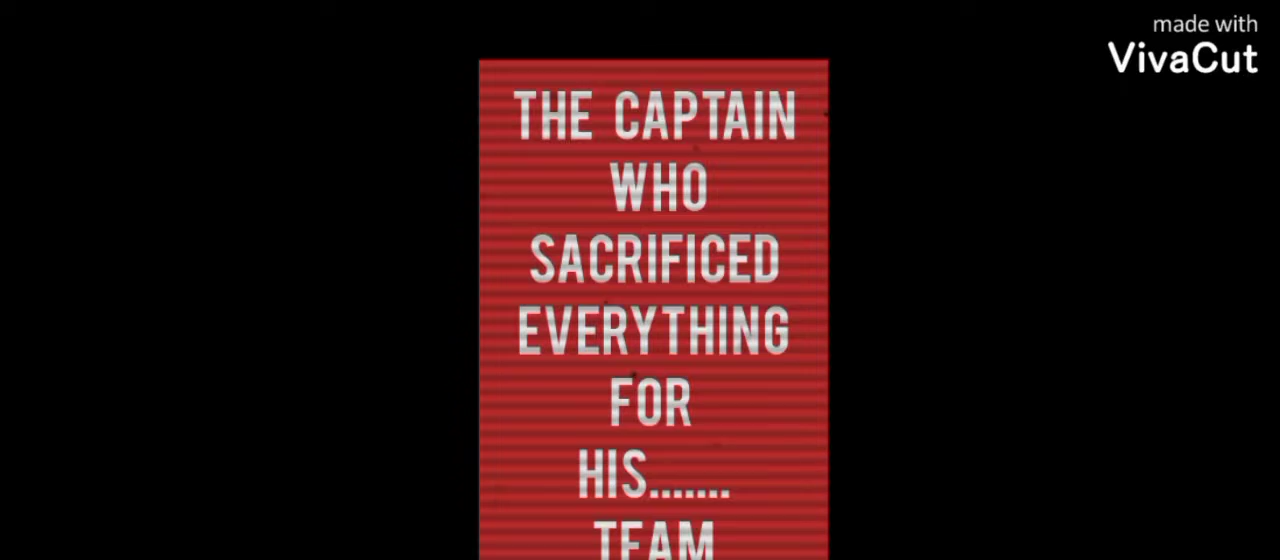 made with
VivaCut
THE CAPTAIN
WHO
SACRIFICED
EVERYTHING
FOR
HIS.......
TEAM